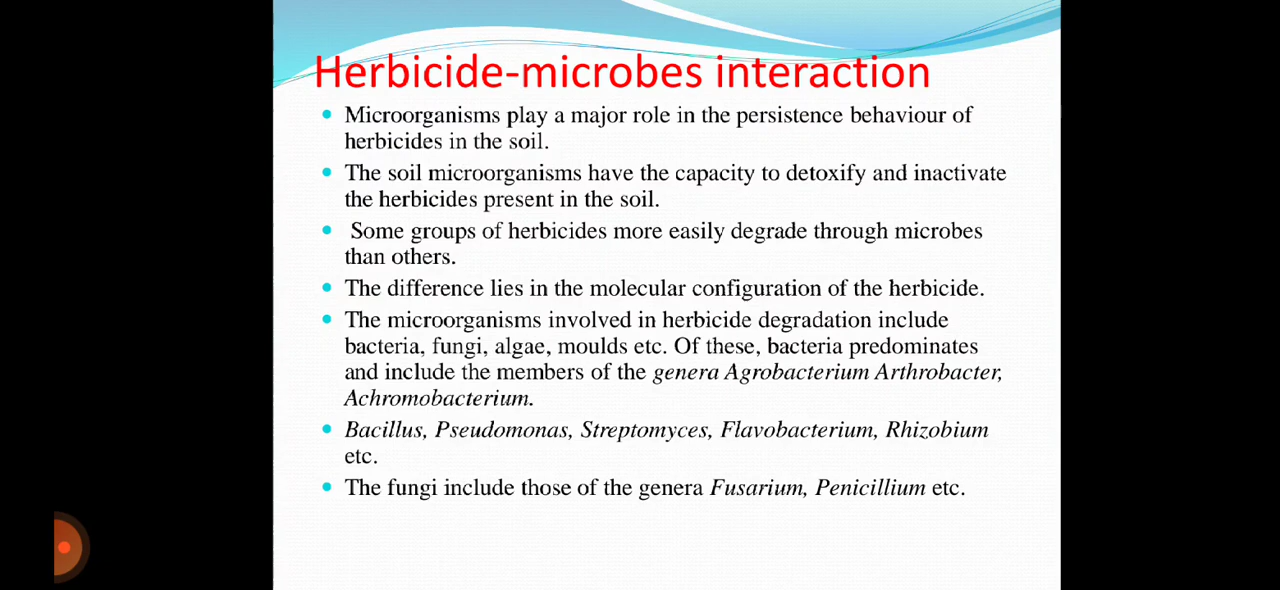 Herbicide-microbes interaction
Microorganisms play a major role in the persistence behaviour of
herbicides in the soil.
The soil microorganisms have the capacity to detoxify and inactivate
the herbicides present in the soil.
Some groups of herbicides more easily degrade through microbes
than others.
The difference lies in the molecular configuration of the herbicide.
The microorganisms involved in herbicide degradation include
bacteria, fungi, algae, moulds etc. Of these, bacteria predominates
and include the members of the genera Agrobacterium Arthrobacter,
Achromobacterium.
Bacillus, Pseudomonas, Streptomyces, Flavobacterium, Rhizobium
etc.
The fungi include those of the genera Fusarium, Penicillium etc.